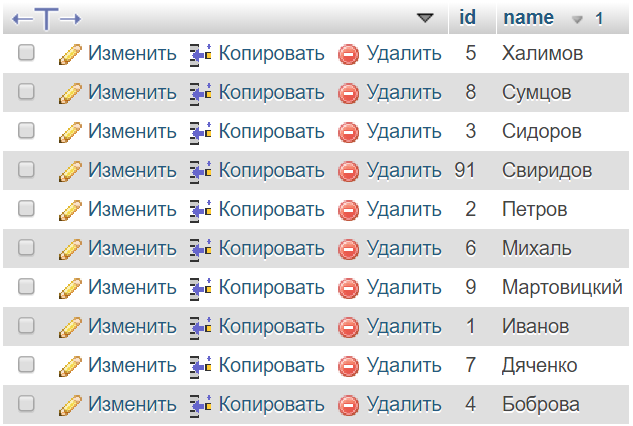 id name 1
Изменить Копировать Удалить 5 Халимов
Изменить Копировать Удалить 8 Сумцов
Изменить Копировать Удалить 3 Сидоров
Изменить Копировать Удалить 91 Свиридов
Изменить Копировать Удалить 2 Петров
Изменить Копировать Удалить 6 Михаль
Изменить Копировать Удалить 9 Мартовицкий
Изменить Копировать Удалить 1 Иванов
Изменить Копировать Удалить 7 Дяченко
Изменить Копировать Удалить 4 Боброва